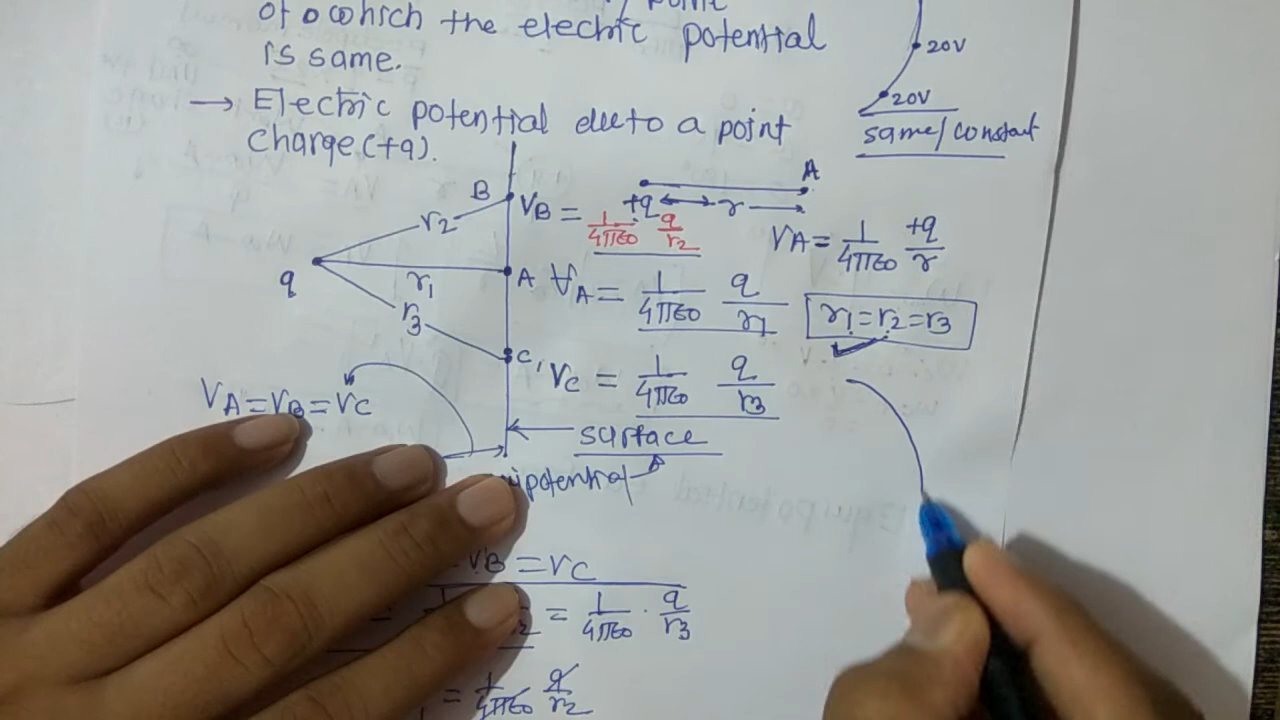 of which the electric potential
is same.
20V
20V
same/constant
→ Electric potential due to a point
charge (+q).
A
+q r
VA = 1/4πε0 +q/r
B
r2
VB = 1/4πε0 q/r2
q
r1
A
VA = 1/4πε0 q/r1
r1 = r2 = r3
r3
C,
VC = 1/4πε0 q/r3
VA = VB = VC
surface
VB = VC
= 1/4πε0 . q/r3
= 1/4πε0 q/r2